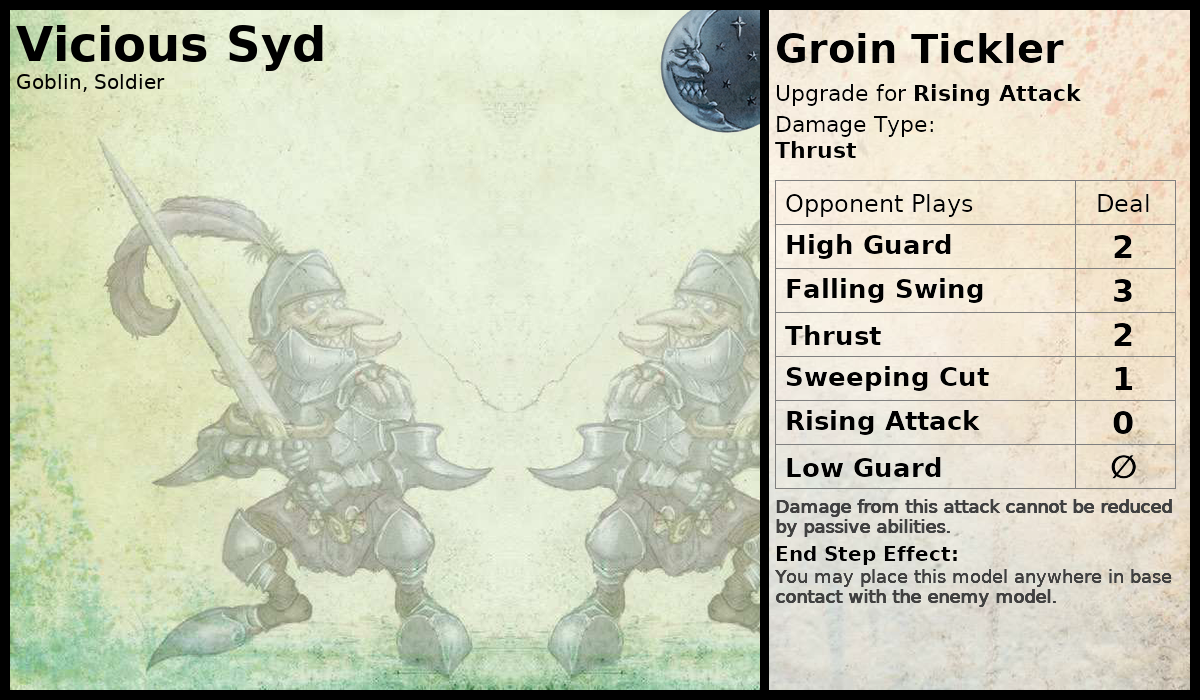 Vicious Syd
Goblin, Soldier
Groin Tickler
Upgrade for Rising Attack
Damage Type:
Thrust
Opponent Plays Deal
High Guard 2
Falling Swing 3
Thrust 2
Sweeping Cut 1
Rising Attack 0
Low Guard ∅
Damage from this attack cannot be reduced
by passive abilities.
End Step Effect:
You may place this model anywhere in base
contact with the enemy model.